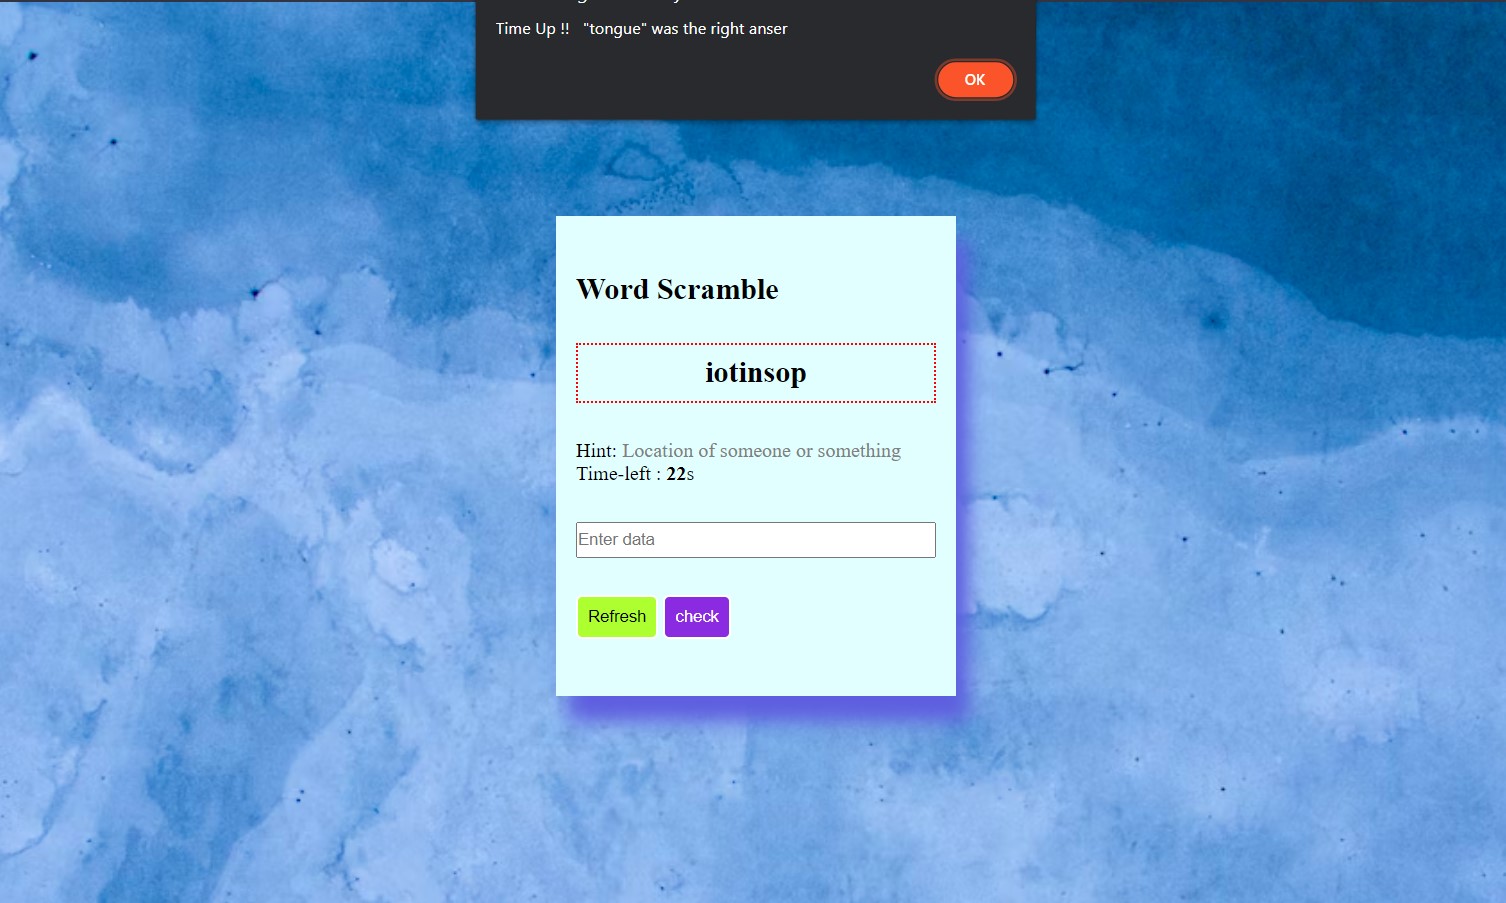 Time Up !! "tongue" was the right anser
OK
Word Scramble
iotinsop
Hint: Location of someone or something
Time-left : 22s
Enter data
Refresh check